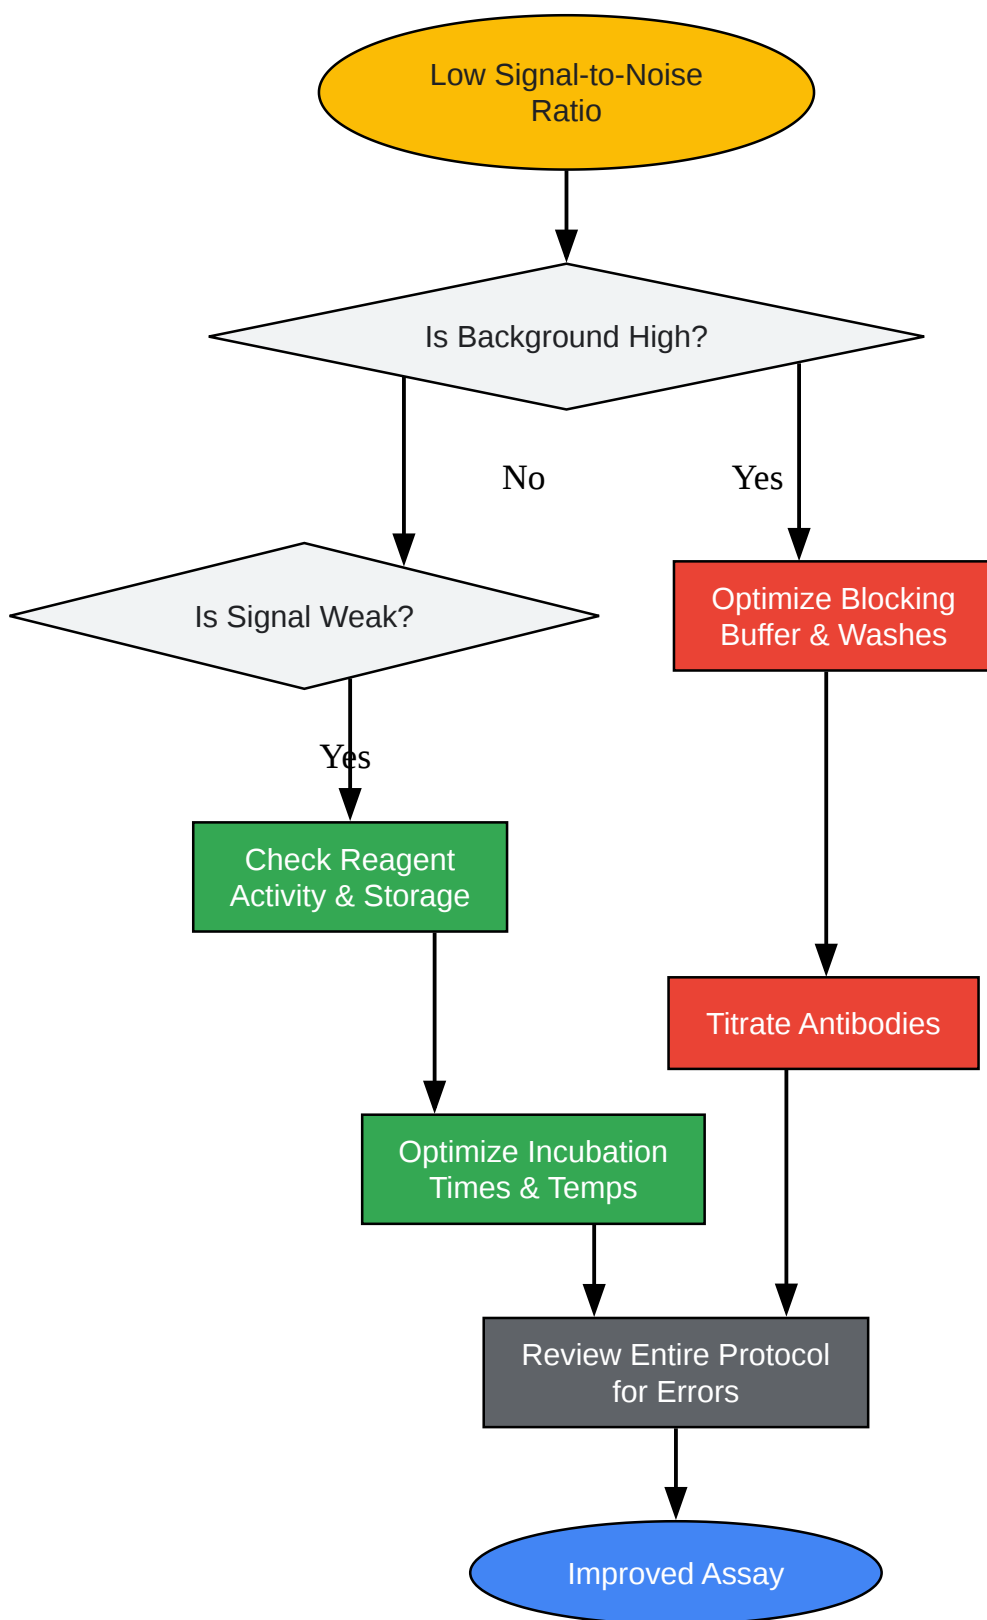 Low Signal-to-Noise
Ratio
Is Background High?
No
Yes
Is Signal Weak?
Optimize Blocking
Buffer & Washes
Yes
Check Reagent
Activity & Storage
Titrate Antibodies
Optimize Incubation
Times & Temps
Review Entire Protocol
for Errors
Improved Assay